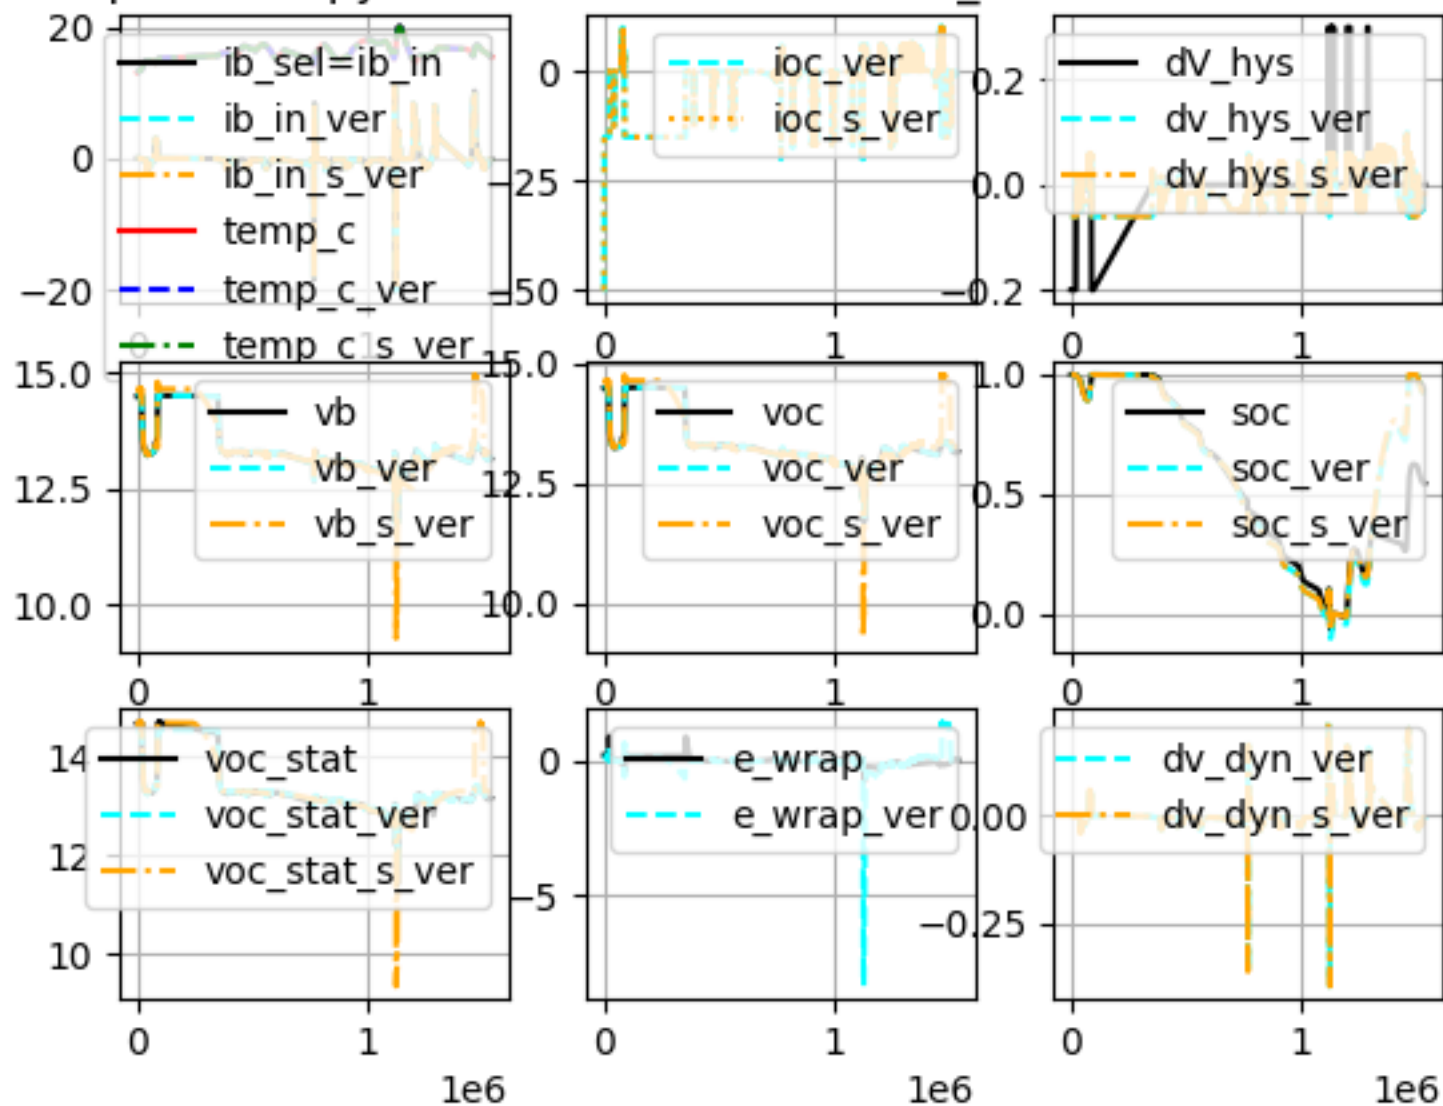 20
0
−20
ib_sel=ib_in
ib_in_ver
ib_in_s_ver
temp_c
temp_c_ver
temp_c_s_ver
0
1
0
−25
−50
ioc_ver
ioc_s_ver
0
1
0.2
0.0
−0.2
dV_hys
dv_hys_ver
dv_hys_s_ver
0
1
15.0
12.5
10.0
vb
vb_ver
vb_s_ver
0
1
15.0
12.5
10.0
voc
voc_ver
voc_s_ver
0
1
1.0
0.5
0.0
soc
soc_ver
soc_s_ver
0
1
14
12
10
voc_stat
voc_stat_ver
voc_stat_s_ver
0
1
1e6
0
−5
e_wrap
e_wrap_ver
0
1
1e6
0.00
−0.25
dv_dyn_ver
dv_dyn_s_ver
0
1
1e6